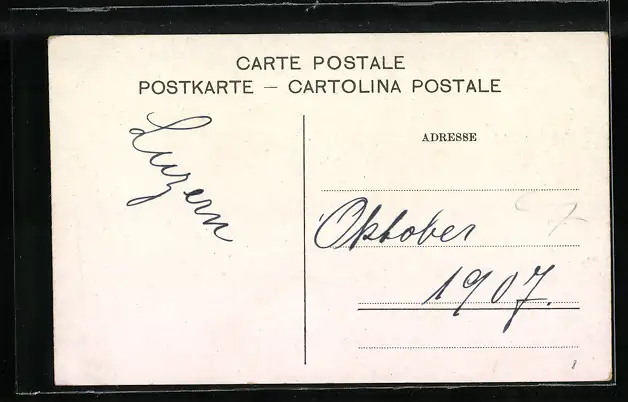 CARTE POSTALE
POSTKARTE — CARTOLINA POSTALE
Luzern
ADRESSE
Oktober
1907.